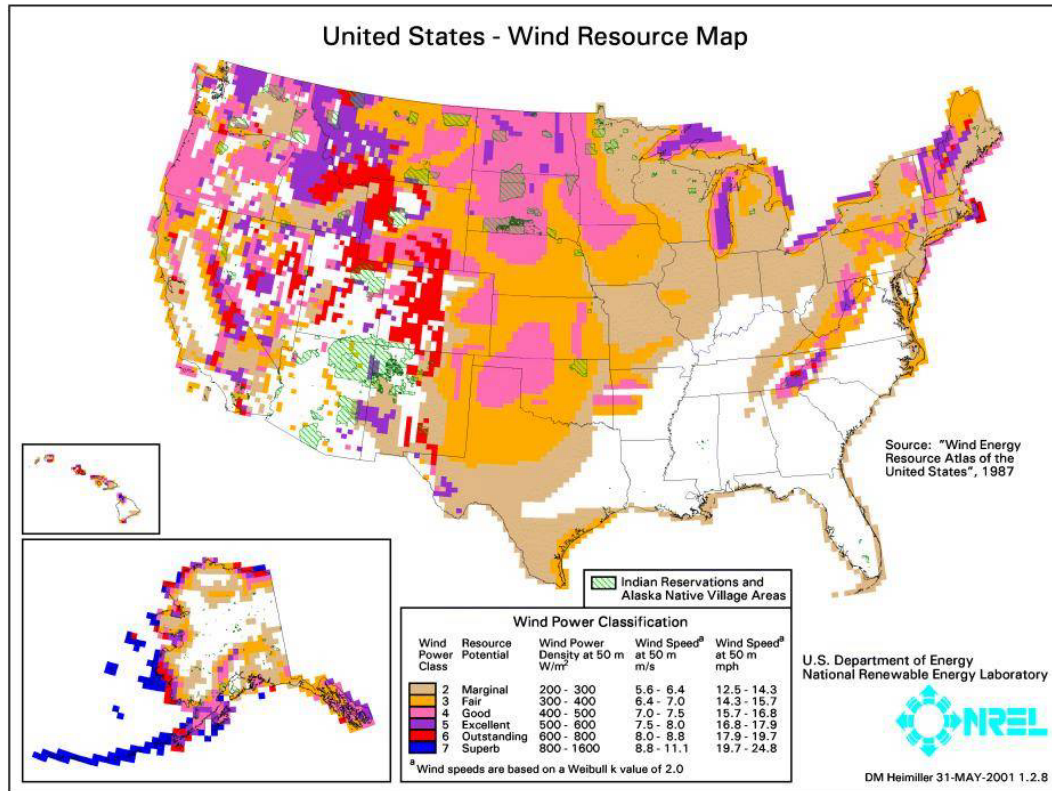 United States - Wind Resource Map
Source: "Wind Energy
Resource Atlas of the
United States", 1987
Indian Reservations and
Alaska Native Village Areas
Wind Power Classification
Wind Power Class Resource Potential Wind Power Density at 50 m W/m² Wind Speedᵃ at 50 m m/s Wind Speedᵃ at 50 m mph
2 Marginal 200 - 300 5.6 - 6.4 12.5 - 14.3
3 Fair 300 - 400 6.4 - 7.0 14.3 - 15.7
4 Good 400 - 500 7.0 - 7.5 15.7 - 16.8
5 Excellent 500 - 600 7.5 - 8.0 16.8 - 17.9
6 Outstanding 600 - 800 8.0 - 8.8 17.9 - 19.7
7 Superb 800 - 1600 8.8 - 11.1 19.7 - 24.8
ᵃ Wind speeds are based on a Weibull k value of 2.0
U.S. Department of Energy
National Renewable Energy Laboratory
NREL
DM Heimiller 31-MAY-2001 1.2.8